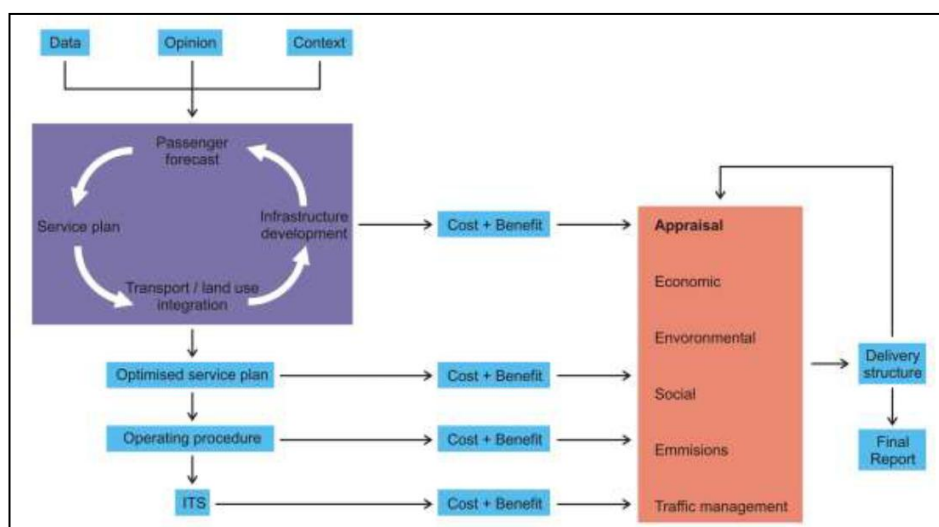 Data
Opinion
Context
Passenger
forecast
Service plan
Infrastructure
development
Transport / land use
integration
Cost + Benefit
Appraisal
Economic
Envoronmental
Social
Emmisions
Traffic management
Optimised service plan
Cost + Benefit
Operating procedure
Cost + Benefit
ITS
Cost + Benefit
Delivery
structure
Final
Report